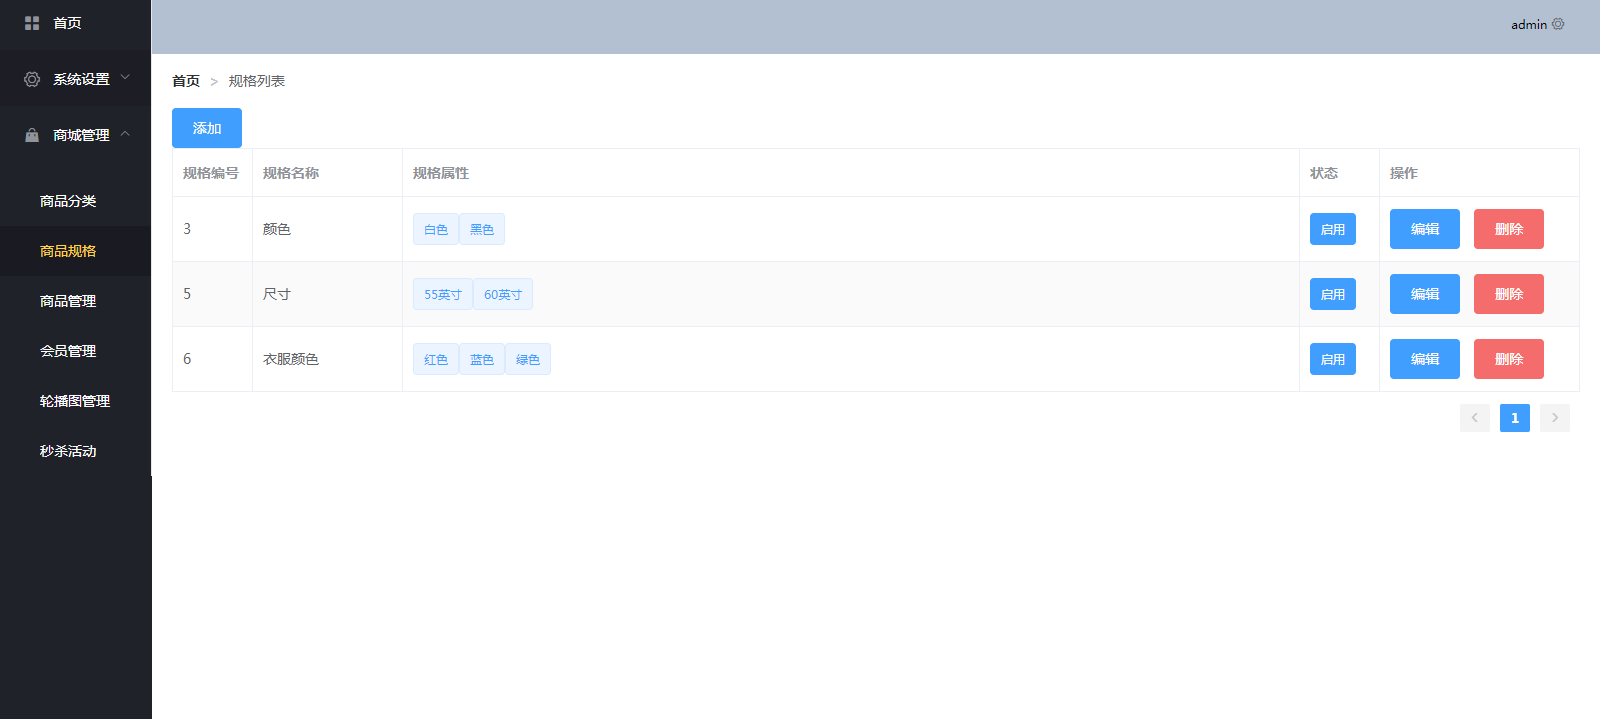 首页
系统设置
商城管理
商品分类
商品规格
商品管理
会员管理
轮播图管理
秒杀活动
admin
首页 > 规格列表
添加
规格编号 规格名称 规格属性 状态 操作
3 颜色 白色 黑色 启用 编辑 删除
5 尺寸 55英寸 60英寸 启用 编辑 删除
6 衣服颜色 红色 蓝色 绿色 启用 编辑 删除
1